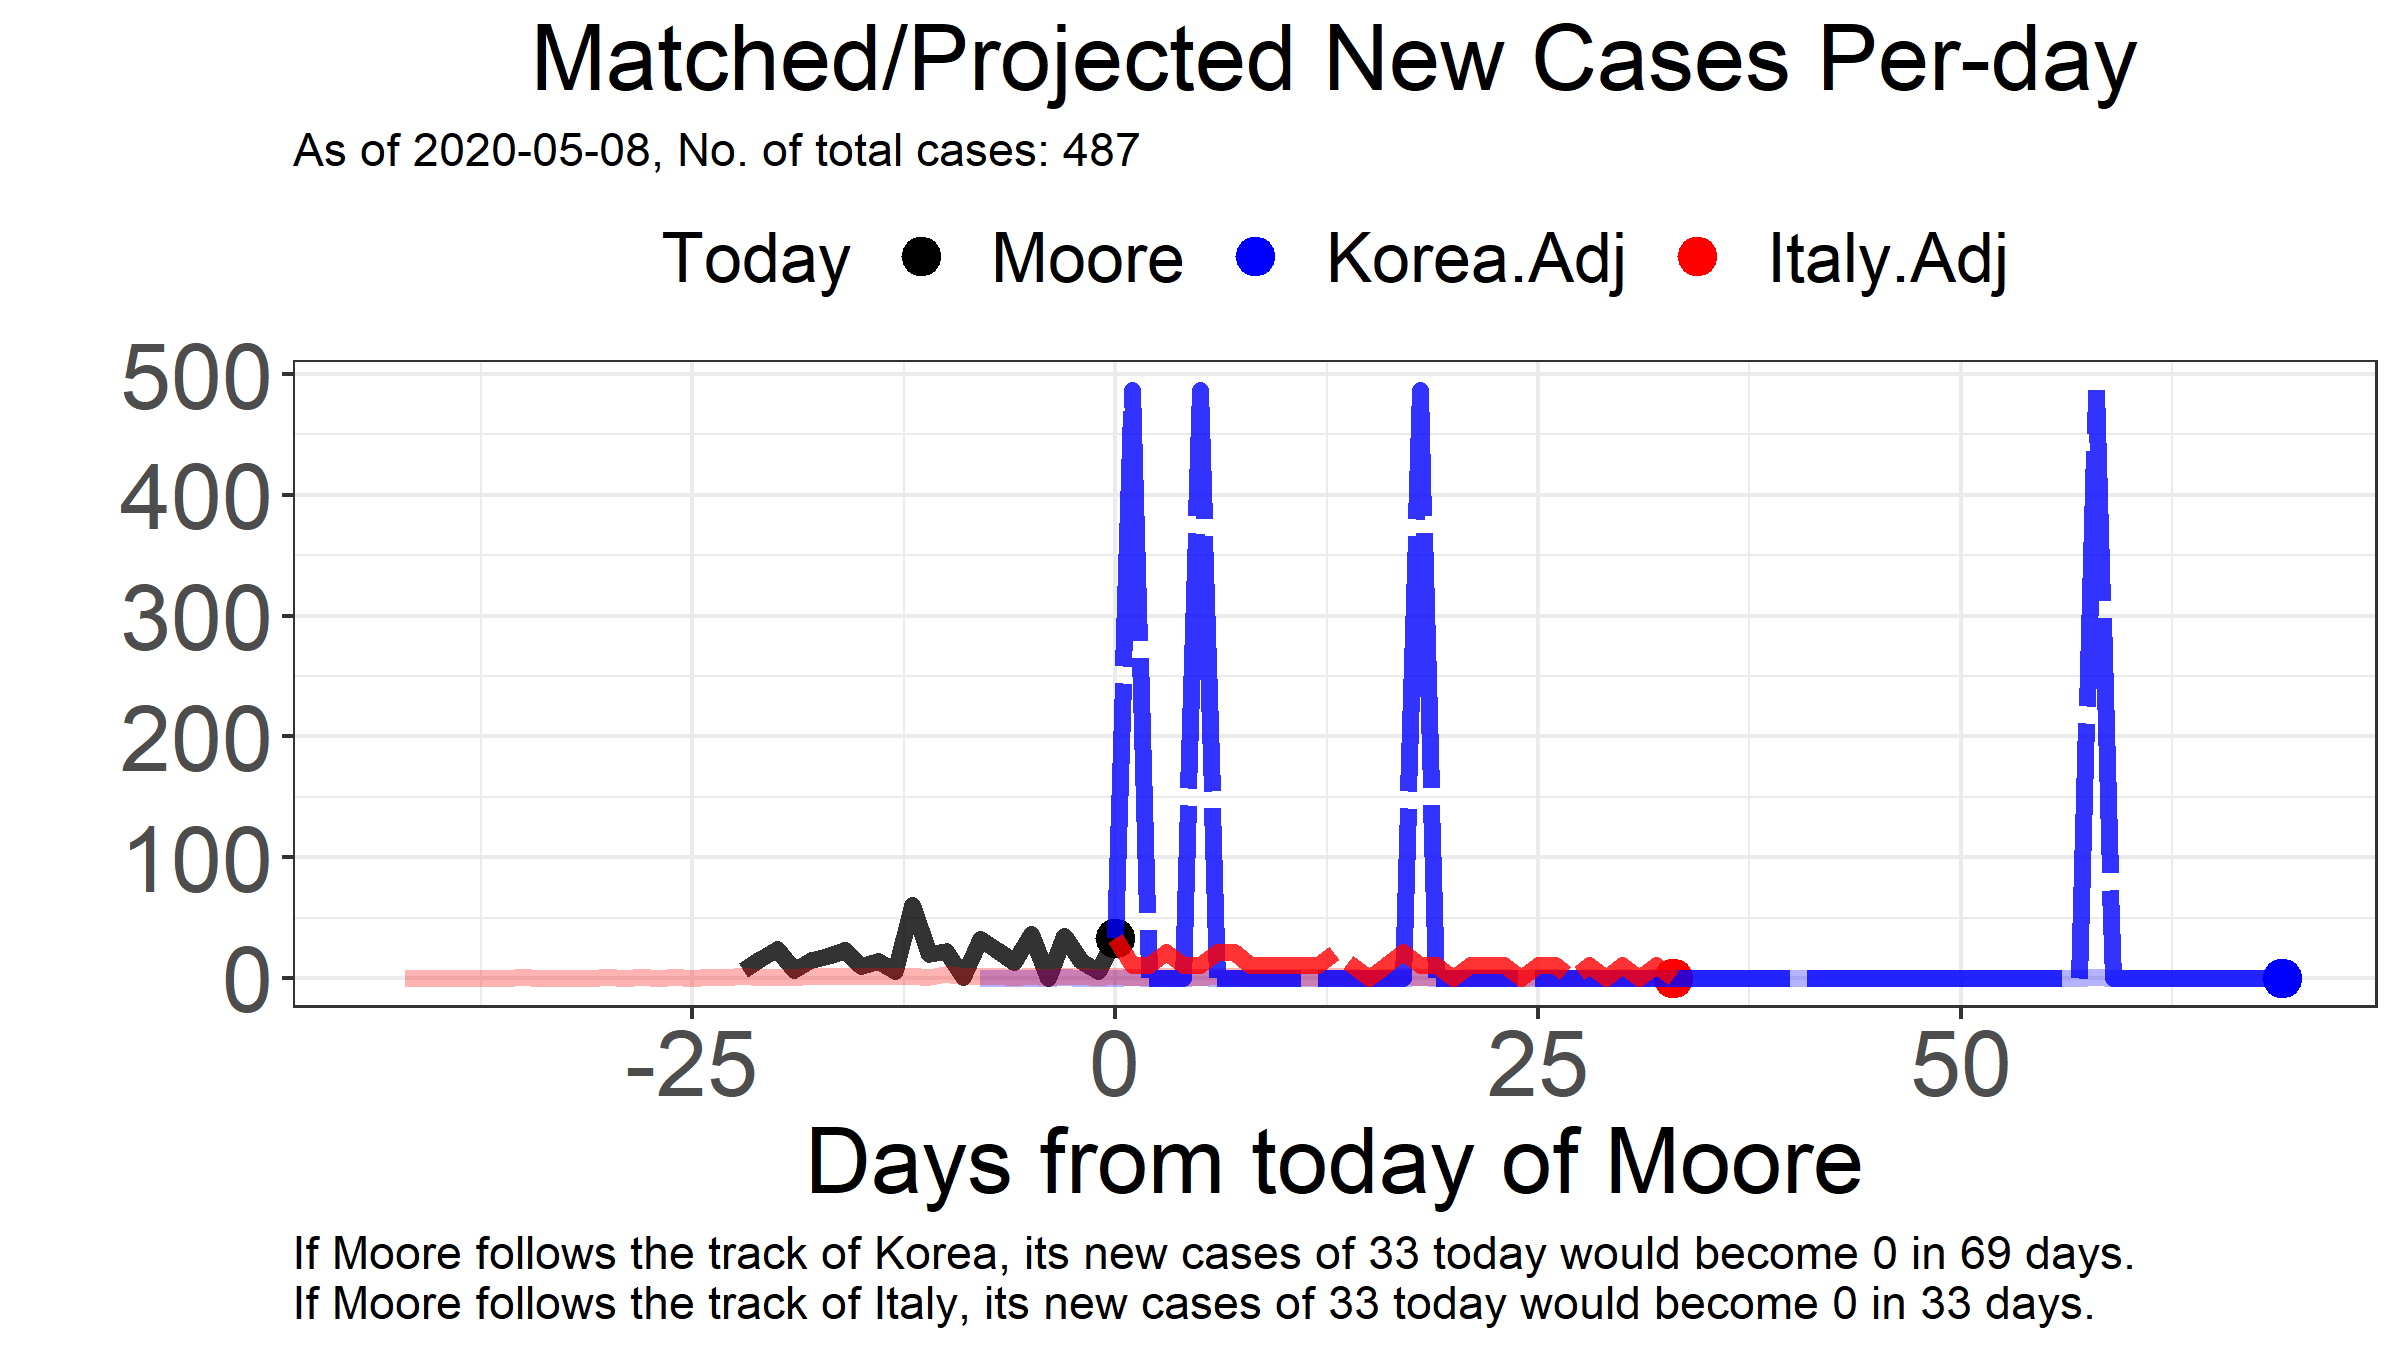 Matched/Projected New Cases Per-day
As of 2020-05-08, No. of total cases: 487
Today Moore Korea.Adj Italy.Adj
500
400
300
200
100
0
-25 0 25 50
Days from today of Moore
If Moore follows the track of Korea, its new cases of 33 today would become 0 in 69 days.
If Moore follows the track of Italy, its new cases of 33 today would become 0 in 33 days.